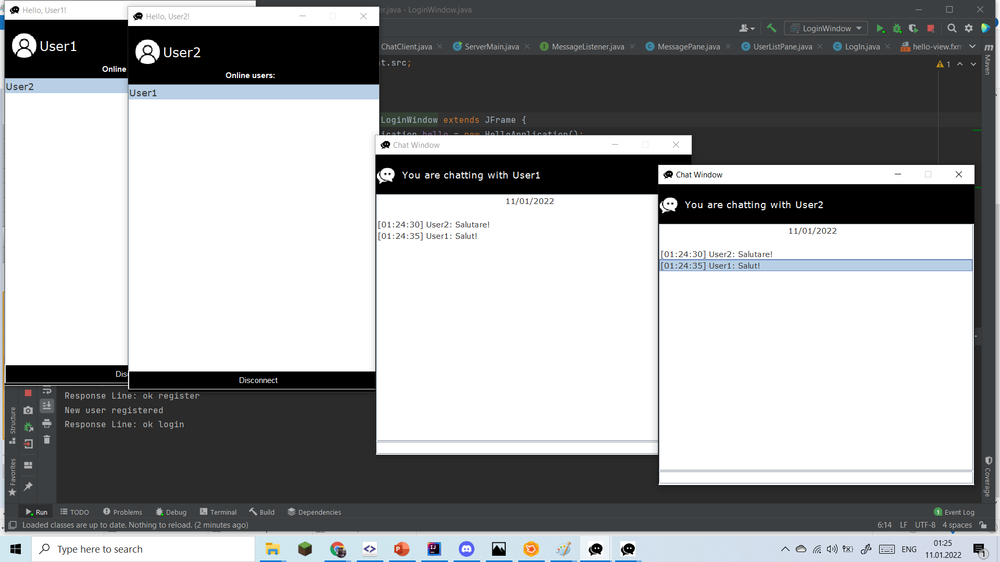 Hello, User1!
User1
Online
User2
Hello, User2!
User2
Online users:
User1
Disconnect
er.java - LoginWindow.java
LoginWindow
ChatClient.java
ServerMain.java
MessageListener.java
MessagePane.java
UserListPane.java
LogIn.java
hello-view.fxm
Maven
t.src;
1
LoginWindow extends JFrame {
ication hello = new HelloApplication();
Chat Window
You are chatting with User1
11/01/2022
[01:24:30] User2: Salutare!
[01:24:35] User1: Salut!
Chat Window
You are chatting with User2
11/01/2022
[01:24:30] User2: Salutare!
[01:24:35] User1: Salut!
Response Line: ok register
New user registered
Response Line: ok login
Structure
Favorites
Coverage
Run
TODO
Problems
Debug
Terminal
Build
Dependencies
1 Event Log
Loaded classes are up to date. Nothing to reload. (2 minutes ago)
6:14 LF UTF-8 4 spaces
Type here to search
ENG
01:25
11.01.2022
1